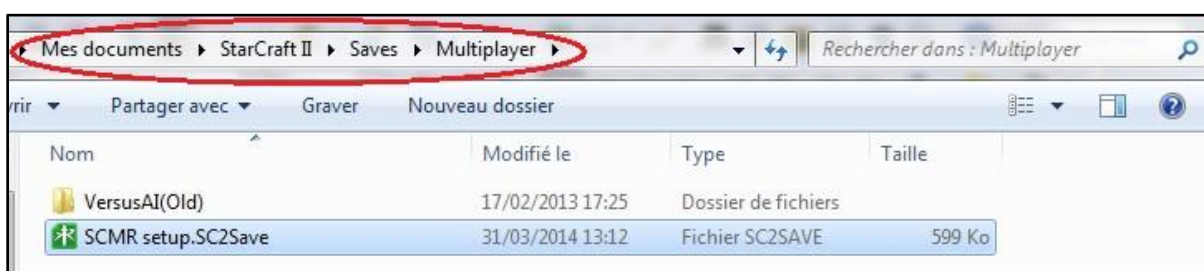 Mes documents ▸ StarCraft II ▸ Saves ▸ Multiplayer ▸ Rechercher dans : Multiplayer
Partager avec Graver Nouveau dossier
Nom Modifié le Type Taille
VersusAI(Old) 17/02/2013 17:25 Dossier de fichiers
SCMR setup.SC2Save 31/03/2014 13:12 Fichier SC2SAVE 599 Ko